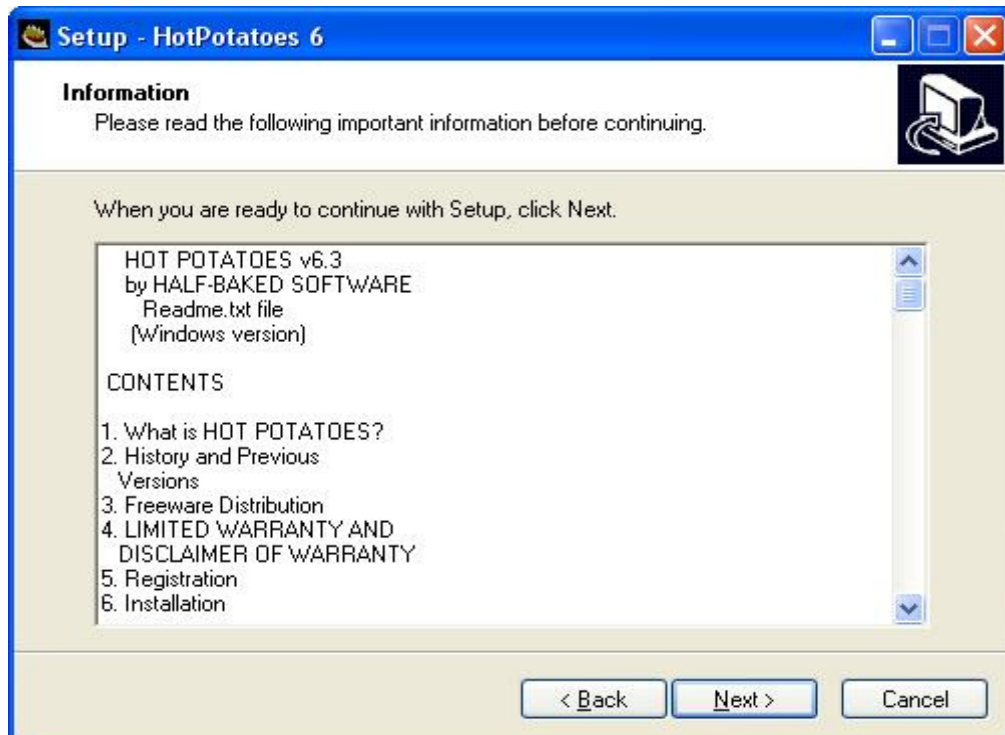 Setup - HotPotatoes 6
Information
Please read the following important information before continuing.
When you are ready to continue with Setup, click Next.
HOT POTATOES v6.3
by HALF-BAKED SOFTWARE
Readme.txt file
(Windows version)
CONTENTS
1. What is HOT POTATOES?
2. History and Previous
Versions
3. Freeware Distribution
4. LIMITED WARRANTY AND
DISCLAIMER OF WARRANTY
5. Registration
6. Installation
< Back
Next >
Cancel